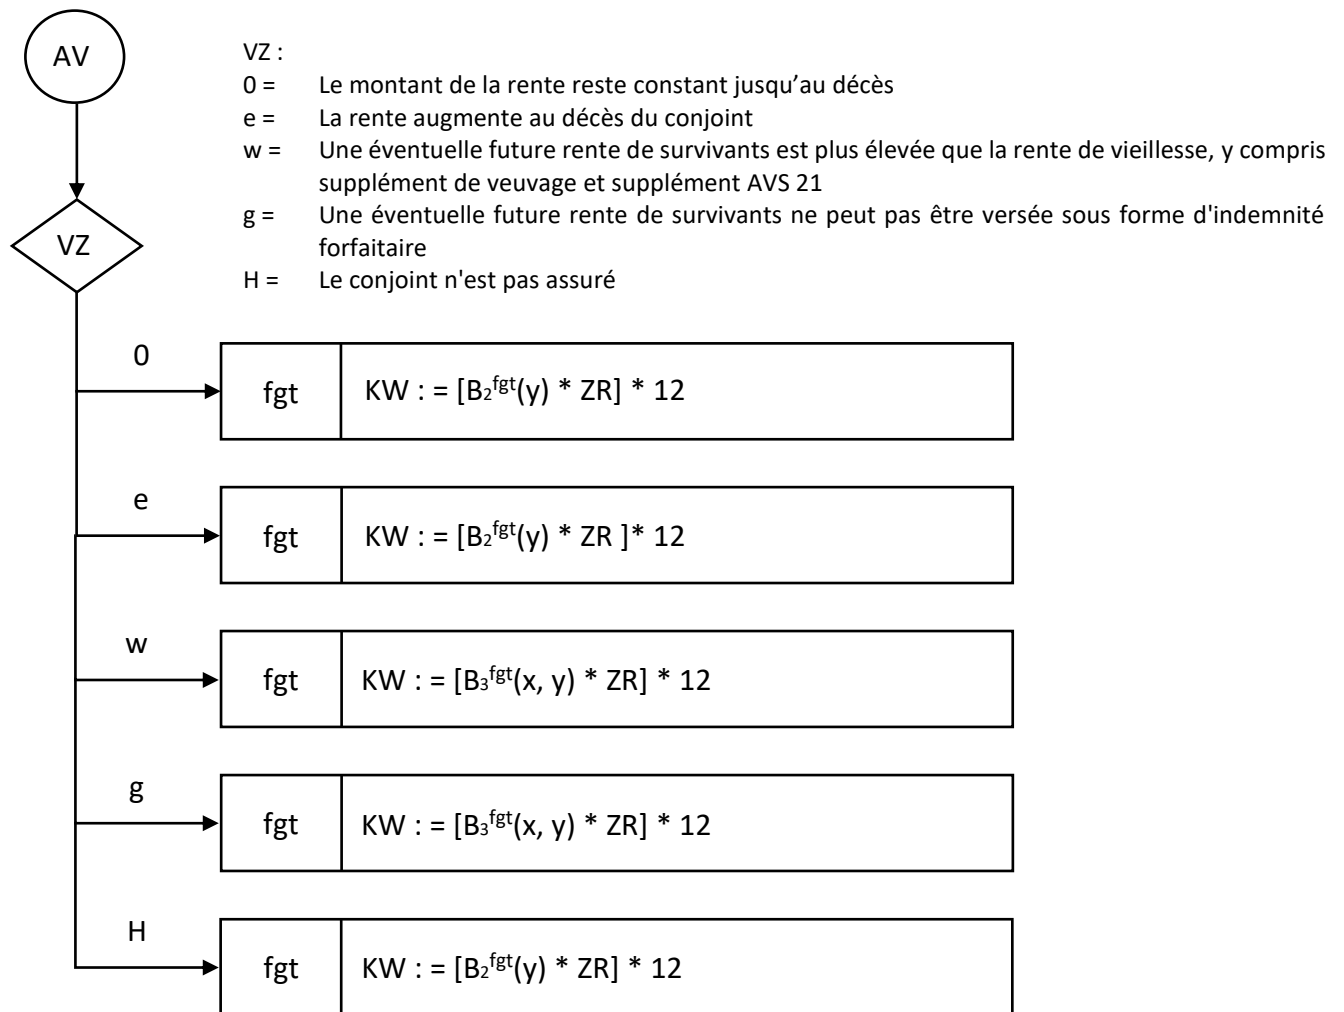 AV
VZ :
0 = Le montant de la rente reste constant jusqu’au décès
e = La rente augmente au décès du conjoint
w = Une éventuelle future rente de survivants est plus élevée que la rente de vieillesse, y compris
supplément de veuvage et supplément AVS 21
g = Une éventuelle future rente de survivants ne peut pas être versée sous forme d'indemnité
forfaitaire
H = Le conjoint n'est pas assuré
VZ
0
fgt KW : = [B₂ᶠᵍᵗ(y) * ZR] * 12
e
fgt KW : = [B₂ᶠᵍᵗ(y) * ZR ]* 12
w
fgt KW : = [B₃ᶠᵍᵗ(x, y) * ZR] * 12
g
fgt KW : = [B₃ᶠᵍᵗ(x, y) * ZR] * 12
H
fgt KW : = [B₂ᶠᵍᵗ(y) * ZR] * 12